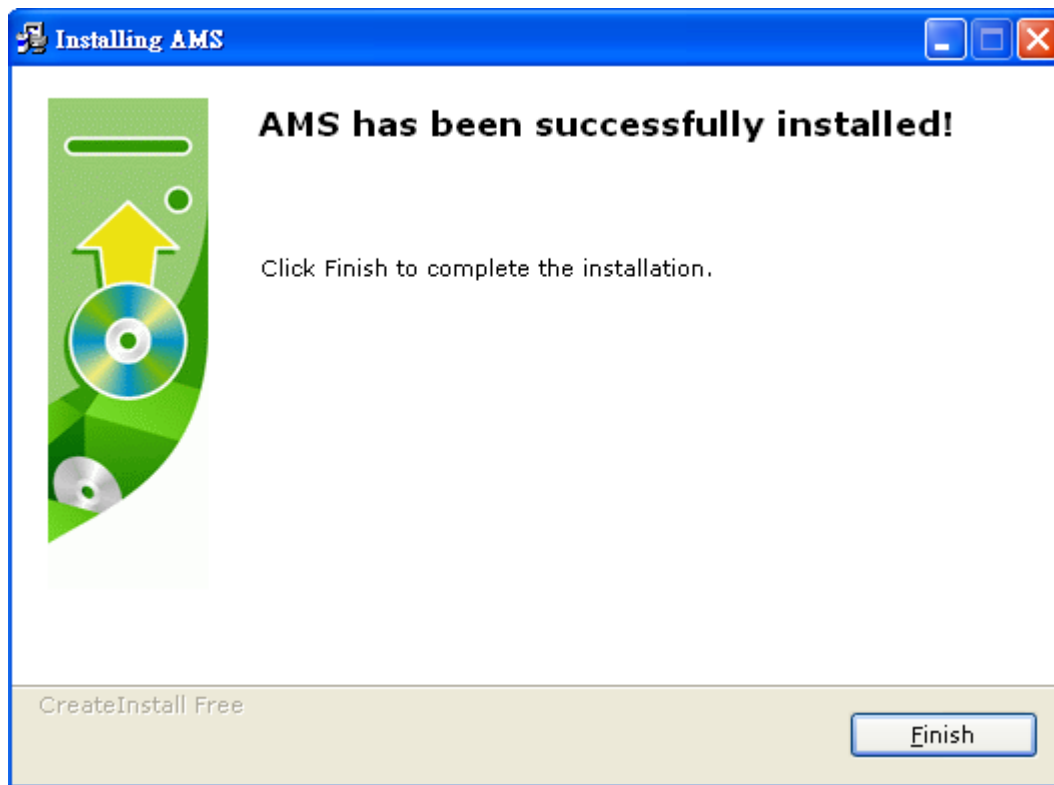 Installing AMS
AMS has been successfully installed!
Click Finish to complete the installation.
CreateInstall Free
Finish